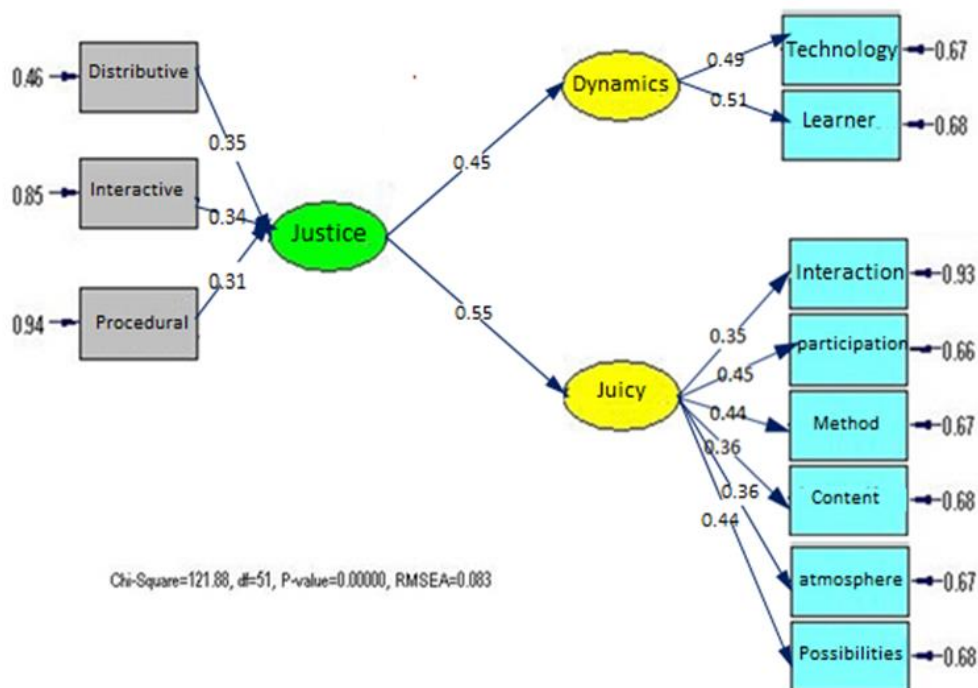 0.46
Distributive
0.35
0.85
Interactive
0.34
Justice
0.31
0.94
Procedural
0.45
0.55
Dynamics
0.49
Technology
0.67
0.51
Learner
0.68
Juicy
0.35
Interaction
0.93
0.45
participation
0.66
0.44
Method
0.67
0.36
Content
0.68
0.36
atmosphere
0.67
0.44
Possibilities
0.68
Chi-Square=121.88, df=51, P-value=0.00000, RMSEA=0.083